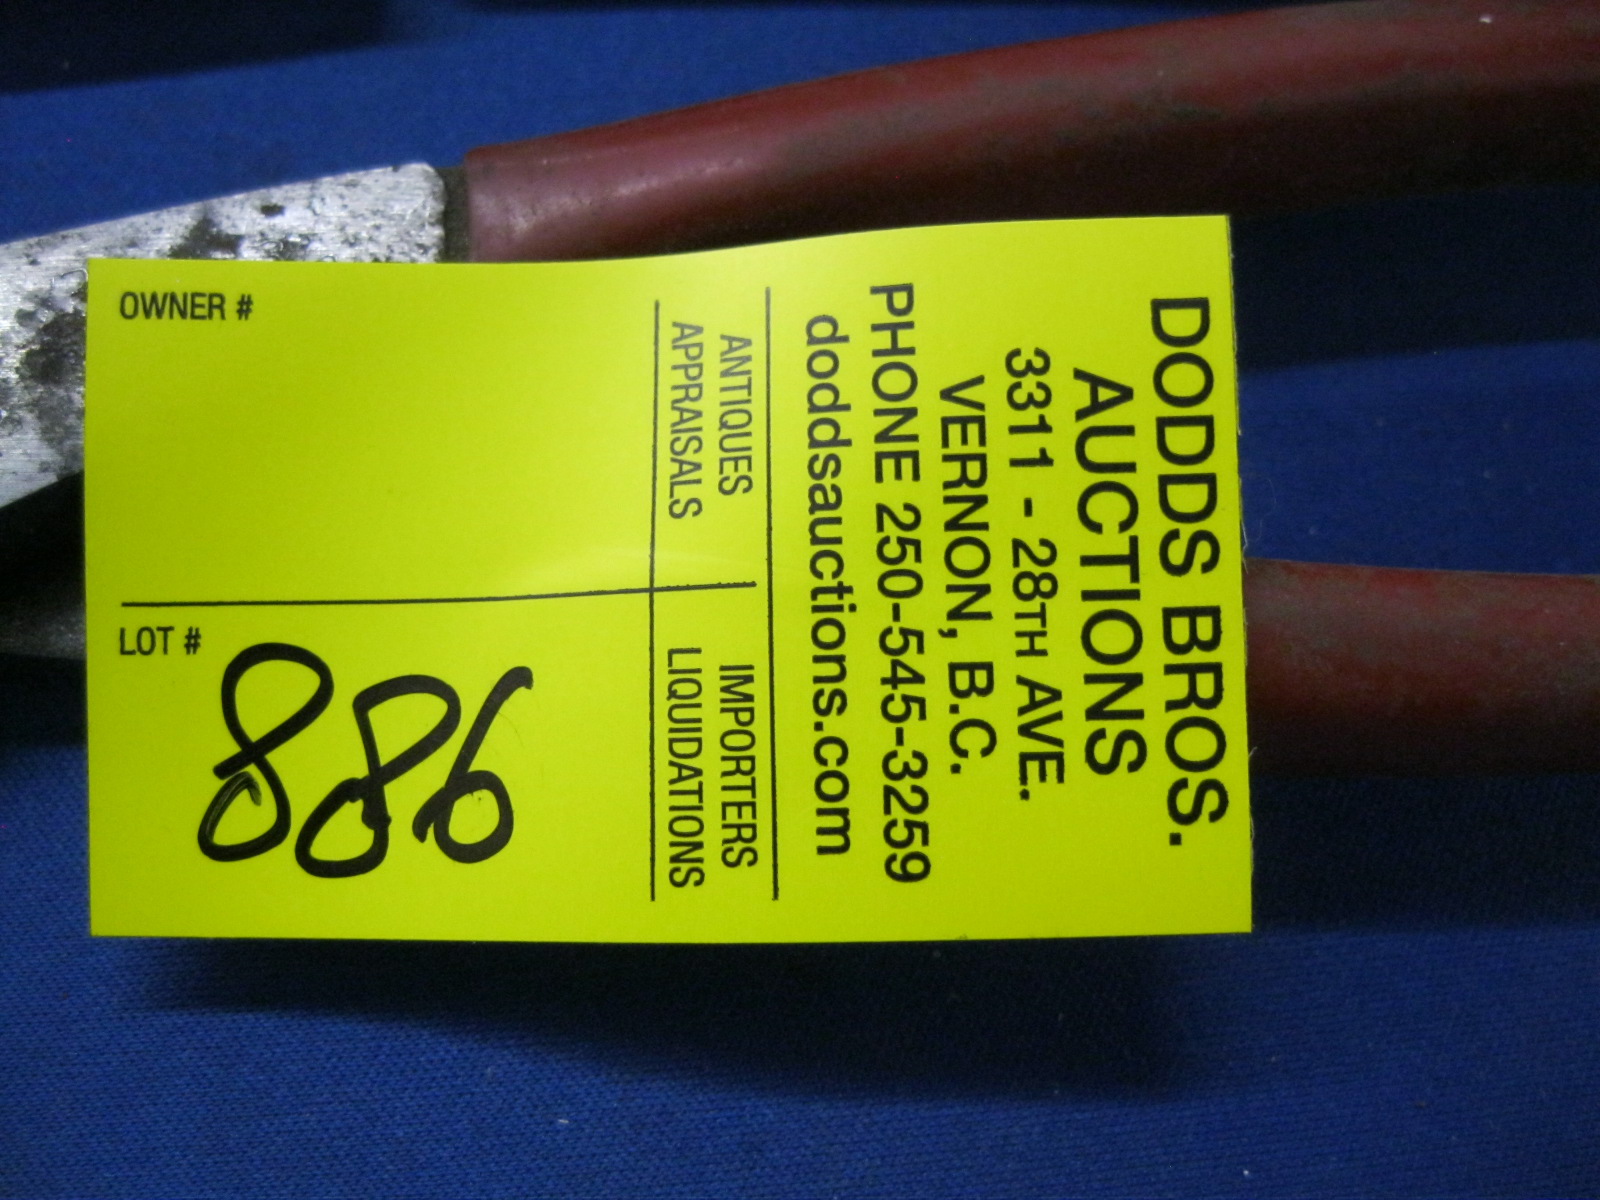 DODDS BROS.
AUCTIONS
3311 - 28TH AVE.
VERNON, B.C.
PHONE 250-545-3259
doddsauctions.com
ANTIQUES IMPORTERS
APPRAISALS LIQUIDATIONS
OWNER #
LOT # 886